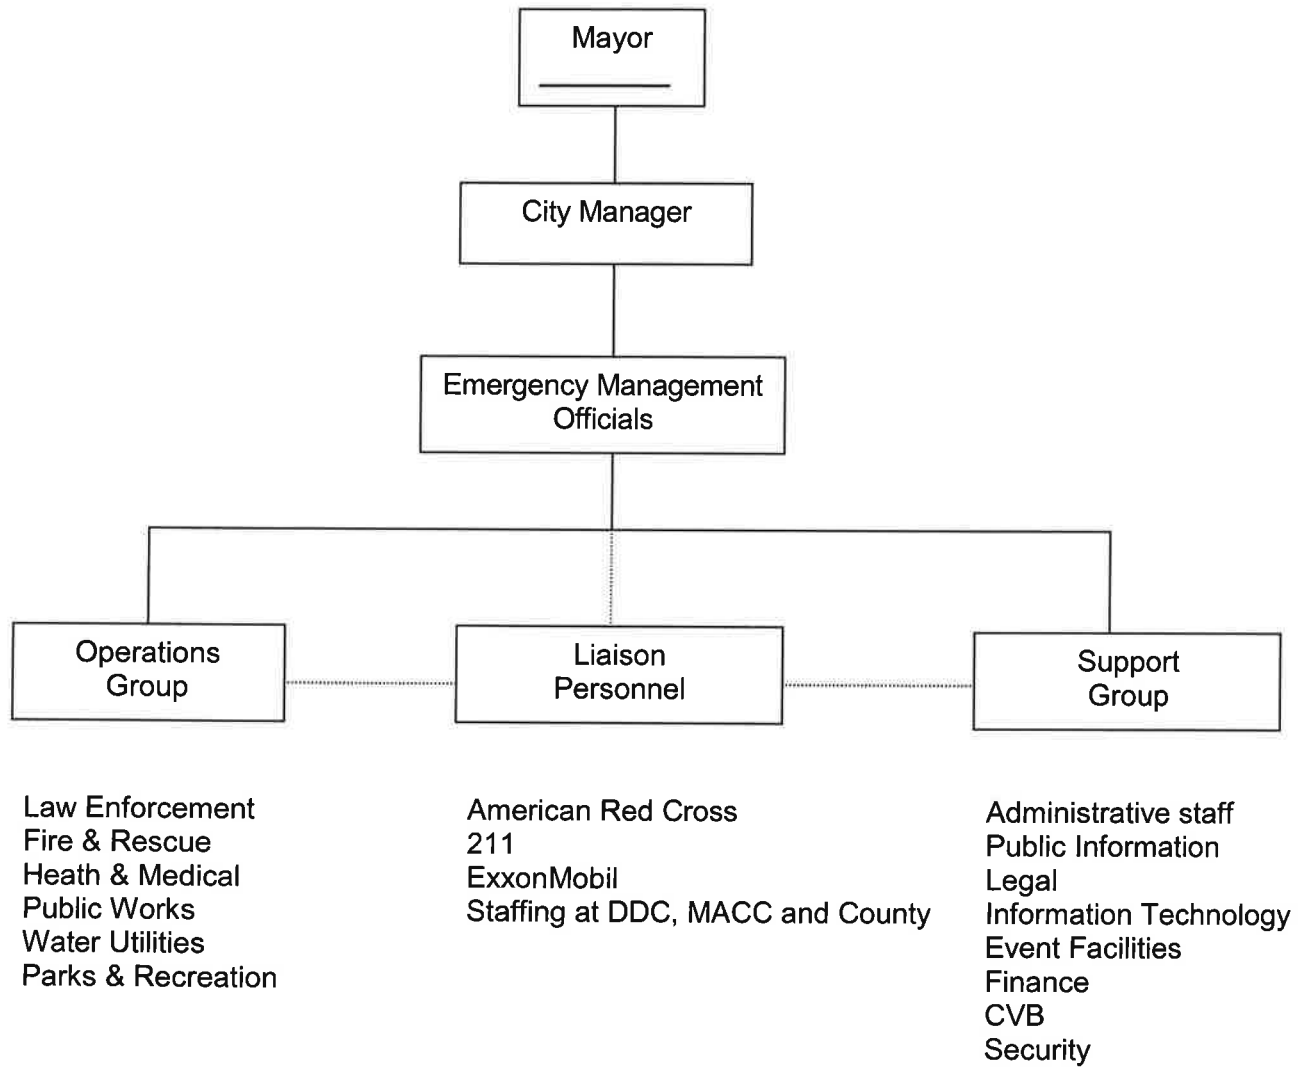 Mayor
City Manager
Emergency Management
Officials
Operations
Group
Liaison
Personnel
Support
Group
Law Enforcement
Fire & Rescue
Heath & Medical
Public Works
Water Utilities
Parks & Recreation
American Red Cross
211
ExxonMobil
Staffing at DDC, MACC and County
Administrative staff
Public Information
Legal
Information Technology
Event Facilities
Finance
CVB
Security